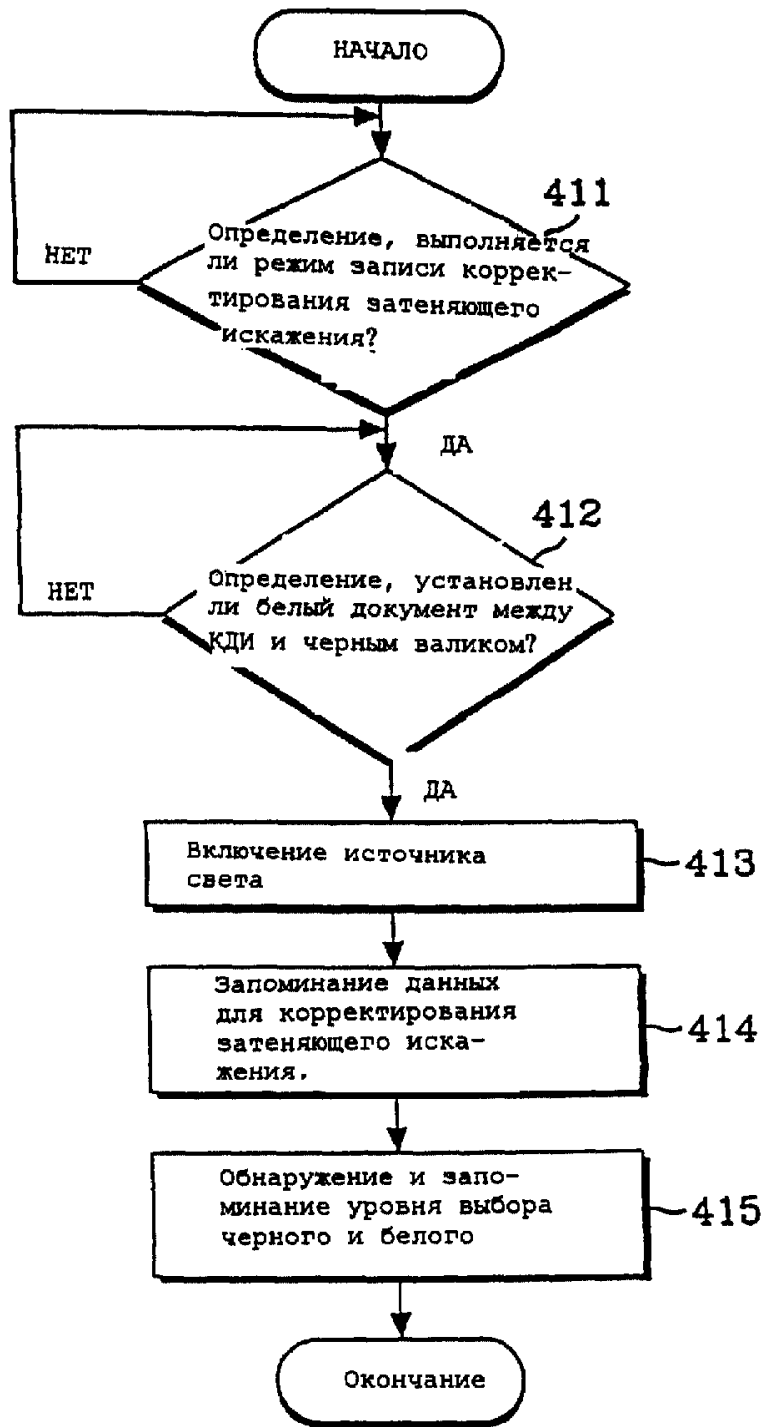 НАЧАЛО
411
Определение, выполняется
ли режим записи коррек-
тирования затеняющего
искажения?
НЕТ
ДА
412
Определение, установлен
ли белый документ между
КДИ и черным валиком?
НЕТ
ДА
Включение источника
света
413
Запоминание данных
для корректирования
затеняющего иска-
жения.
414
Обнаружение и запо-
минание уровня выбора
черного и белого
415
Окончание